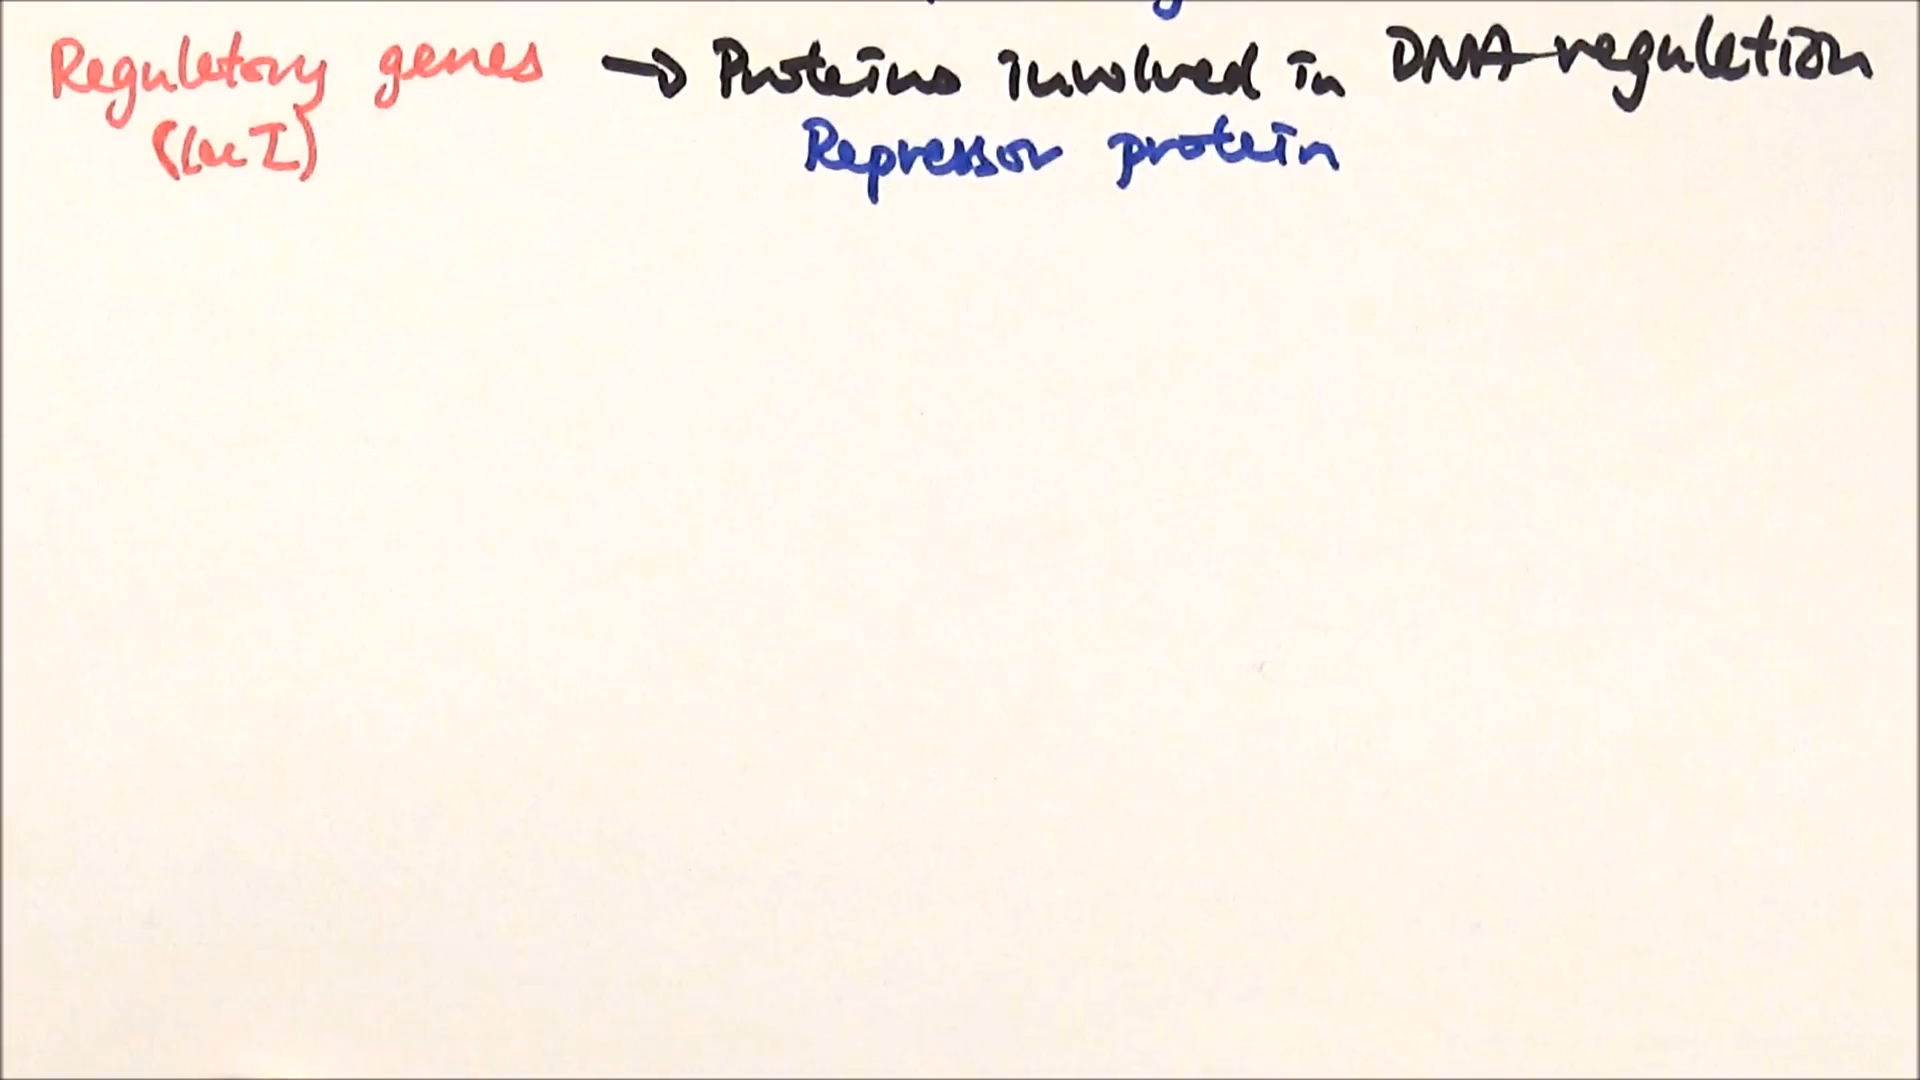 Regulatory genes → Proteins involved in DNA regulation
(lac I) Repressor protein